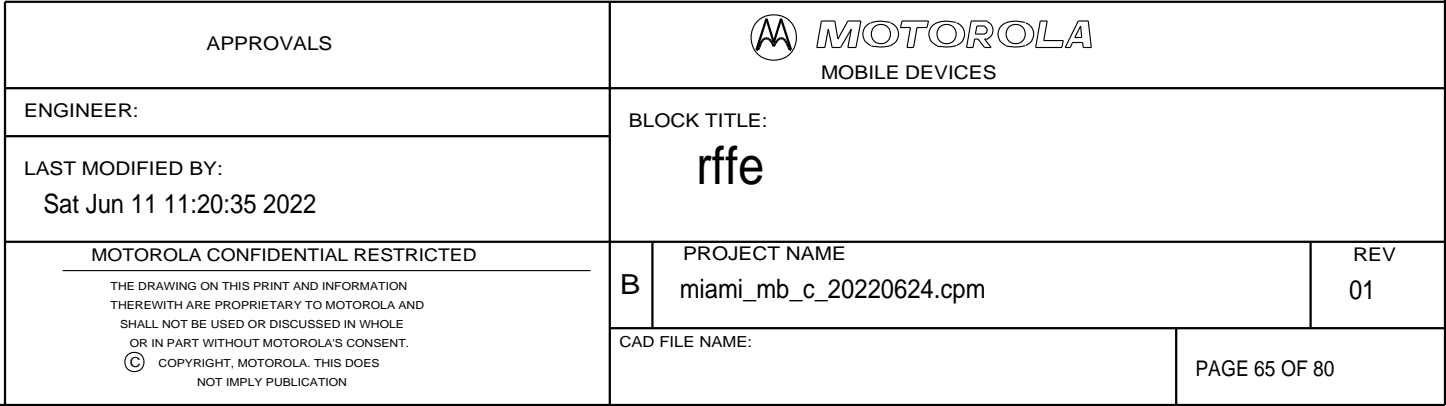 APPROVALS
MOTOROLA
MOBILE DEVICES
ENGINEER:
BLOCK TITLE:
rffe
LAST MODIFIED BY:
Sat Jun 11 11:20:35 2022
MOTOROLA CONFIDENTIAL RESTRICTED
THE DRAWING ON THIS PRINT AND INFORMATION
THEREWITH ARE PROPRIETARY TO MOTOROLA AND
SHALL NOT BE USED OR DISCUSSED IN WHOLE
OR IN PART WITHOUT MOTOROLA'S CONSENT.
© COPYRIGHT, MOTOROLA. THIS DOES
NOT IMPLY PUBLICATION
B
PROJECT NAME
miami_mb_c_20220624.cpm
REV
01
CAD FILE NAME:
PAGE 65 OF 80